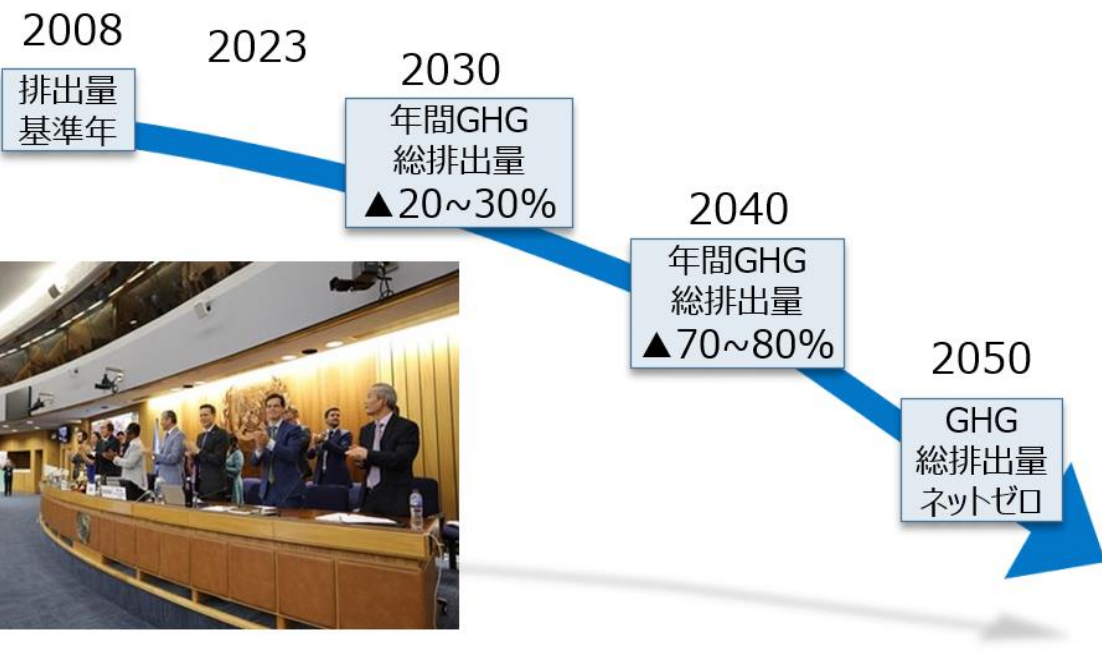 2008
排出量
基準年
2023
2030
年間GHG
総排出量
▲20~30%
2040
年間GHG
総排出量
▲70~80%
2050
GHG
総排出量
ネットゼロ